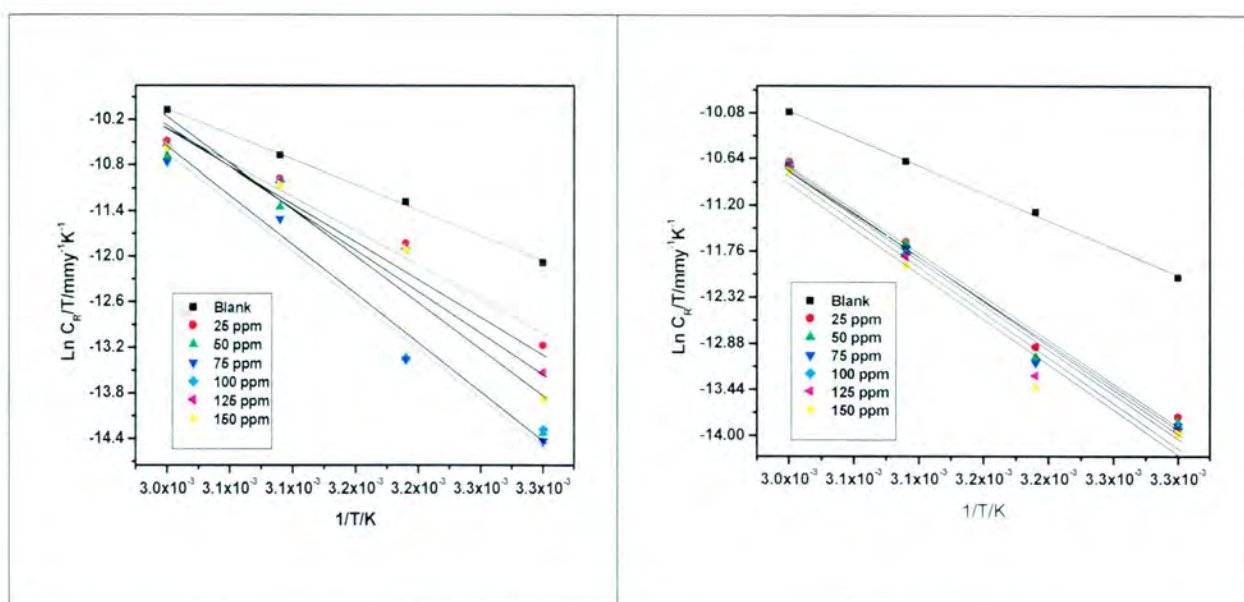 -10.2
-10.8
-11.4
-12.0
-12.6
-13.2
-13.8
-14.4
Ln C_R/T/mmy⁻¹K⁻¹
Blank
25 ppm
50 ppm
75 ppm
100 ppm
125 ppm
150 ppm
3.0x10⁻³ 3.1x10⁻³ 3.1x10⁻³ 3.2x10⁻³ 3.2x10⁻³ 3.3x10⁻³ 3.3x10⁻³
1/T/K
-10.08
-10.64
-11.20
-11.76
-12.32
-12.88
-13.44
-14.00
Ln C_R/T/mmy⁻¹K⁻¹
Blank
25 ppm
50 ppm
75 ppm
100 ppm
125 ppm
150 ppm
3.0x10⁻³ 3.1x10⁻³ 3.1x10⁻³ 3.2x10⁻³ 3.2x10⁻³ 3.3x10⁻³ 3.3x10⁻³
1/T/K